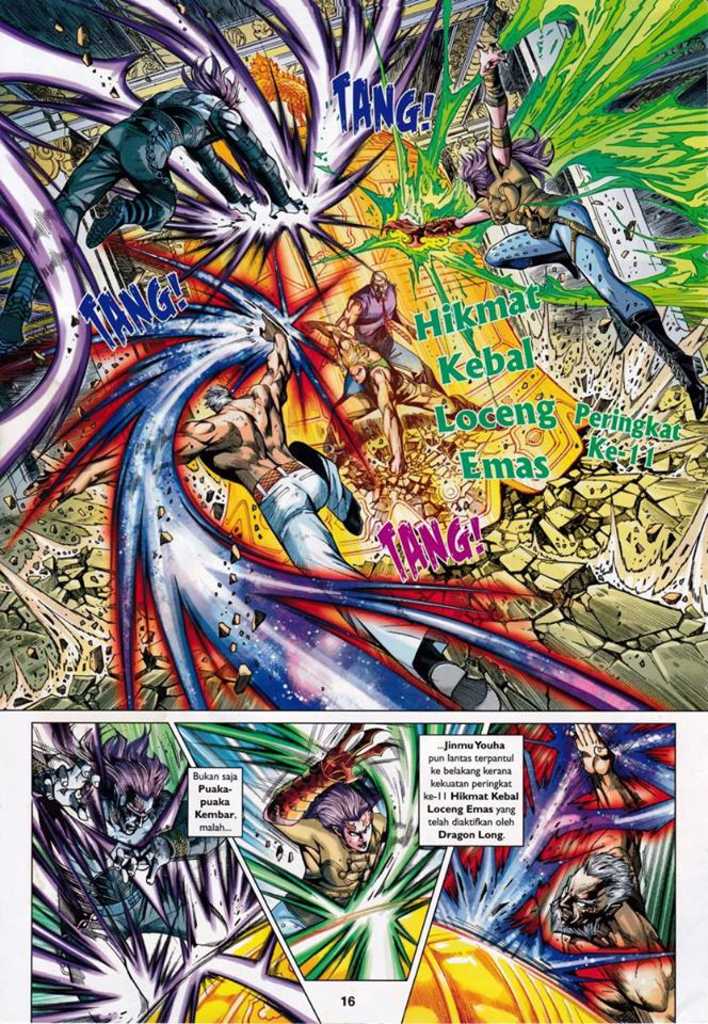 TANG!
TANG!
Hikmat
Kebal
Loceng
Emas
Peringkat
Ke-11
TANG!
Bukan saja
Puaka-
puaka
Kembar,
malah...
...Jinmu Youha
pun lantas terpantul
ke belakang kerana
kekuatan peringkat
ke-11 Hikmat Kebal
Loceng Emas yang
telah diaktifkan oleh
Dragon Long.
16